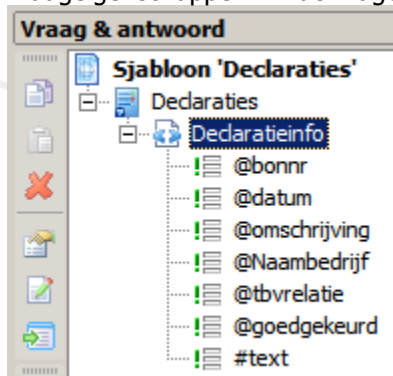 Vraag & antwoord
Sjabloon 'Declaraties'
Declaraties
Declaratieinfo
@bonnr
@datum
@omschrijving
@Naambedrijf
@tbvrelatie
@goedgekeurd
#text